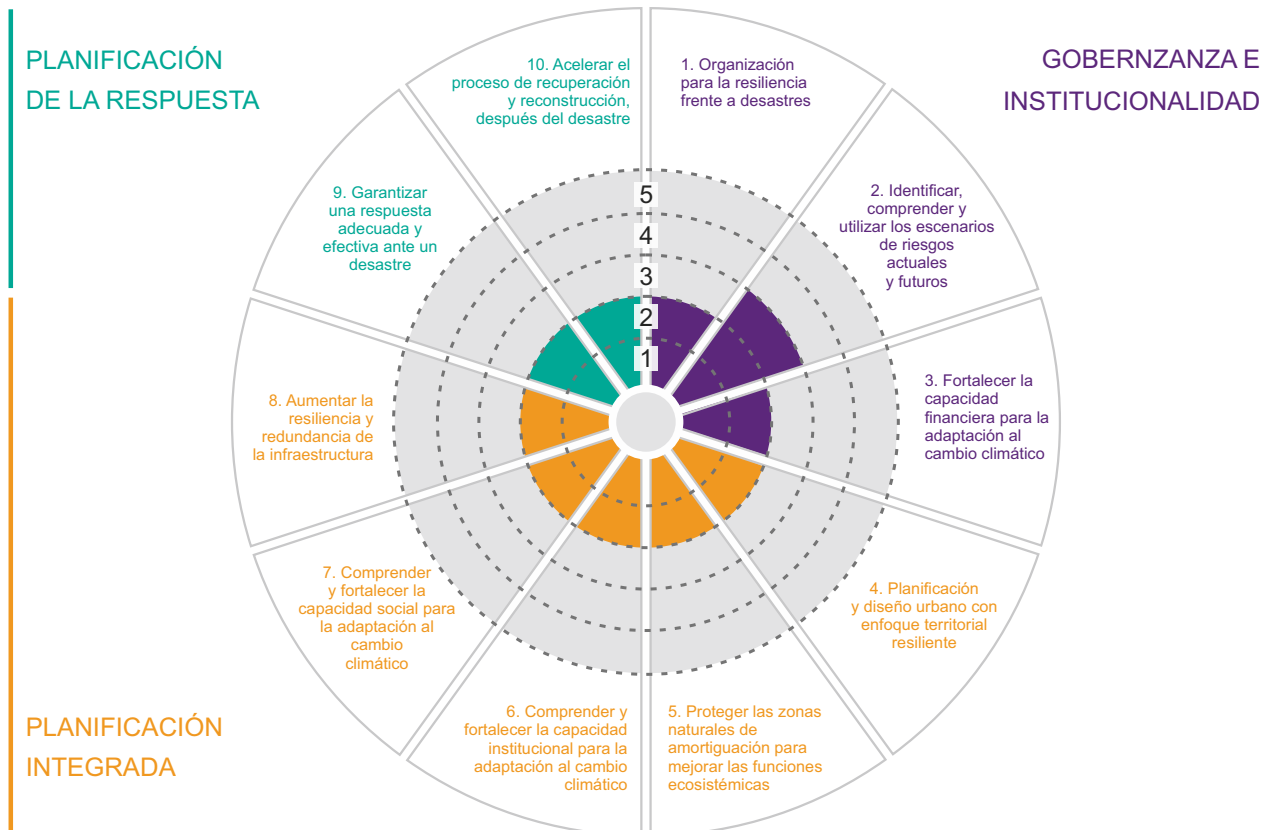 PLANIFICACIÓN
DE LA RESPUESTA
GOBERNZANZA E
INSTITUCIONALIDAD
10. Acelerar el
proceso de recuperación
y reconstrucción,
después del desastre
1. Organización
para la resiliencia
frente a desastres
9. Garantizar
una respuesta
adecuada y
efectiva ante un
desastre
2. Identificar,
comprender y
utilizar los escenarios
de riesgos
actuales
y futuros
5
4
3
2
1
8. Aumentar la
resiliencia y
redundancia de
la infraestructura
3. Fortalecer la
capacidad
financiera para la
adaptación al
cambio climático
7. Comprender
y fortalecer la
capacidad social para
la adaptación al
cambio
climático
4. Planificación
y diseño urbano con
enfoque territorial
resiliente
6. Comprender y
fortalecer la capacidad
institucional para la
adaptación al cambio
climático
5. Proteger las zonas
naturales de
amortiguación para
mejorar las funciones
ecosistémicas
PLANIFICACIÓN
INTEGRADA